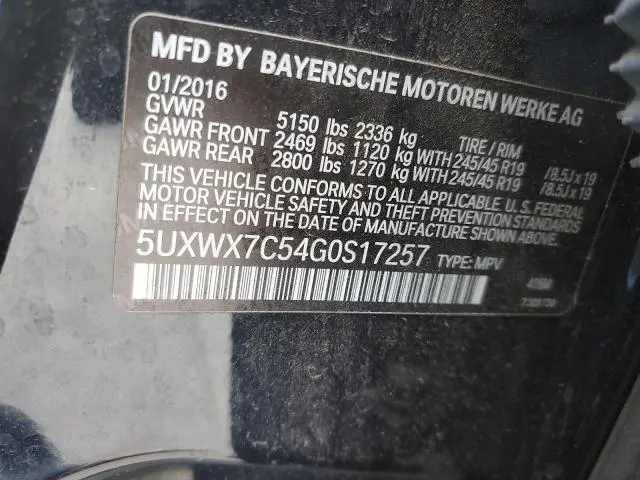 MFD BY BAYERISCHE MOTOREN WERKE AG
01/2016
GVWR 5150 lbs 2336 kg TIRE / RIM
GAWR FRONT 2469 lbs 1120 kg WITH 245/45 R19 /8.5J x 19
GAWR REAR 2800 lbs 1270 kg WITH 245/45 R19 /8.5J x 19
THIS VEHICLE CONFORMS TO ALL APPLICABLE U.S. FEDERAL
MOTOR VEHICLE SAFETY AND THEFT PREVENTION STANDARDS
IN EFFECT ON THE DATE OF MANUFACTURE SHOWN ABOVE.
5UXWX7C54G0S17257 TYPE: MPV